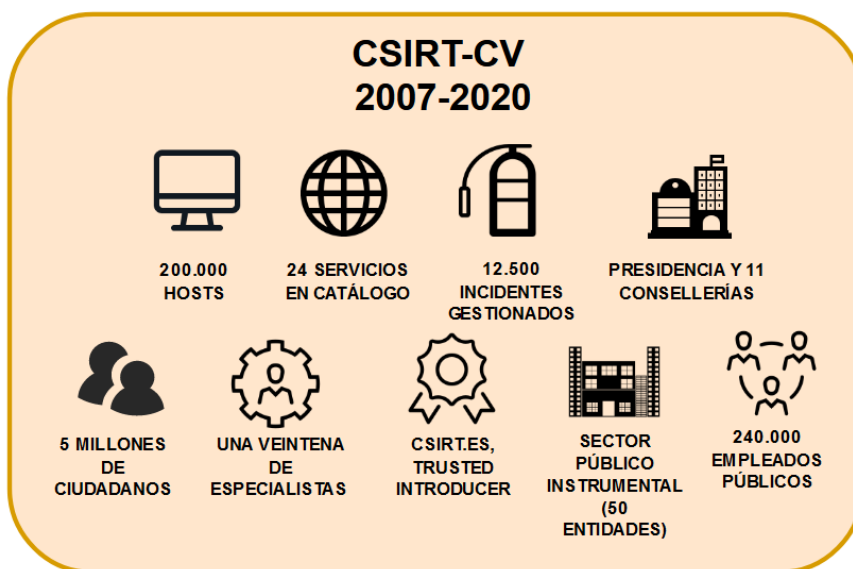 CSIRT-CV
2007-2020
200.000
HOSTS
24 SERVICIOS
EN CATÁLOGO
12.500
INCIDENTES
GESTIONADOS
PRESIDENCIA Y 11
CONSELLERÍAS
5 MILLONES
DE
CIUDADANOS
UNA VEINTENA
DE
ESPECIALISTAS
CSIRT.ES,
TRUSTED
INTRODUCER
SECTOR
PÚBLICO
INSTRUMENTAL
(50
ENTIDADES)
240.000
EMPLEADOS
PÚBLICOS